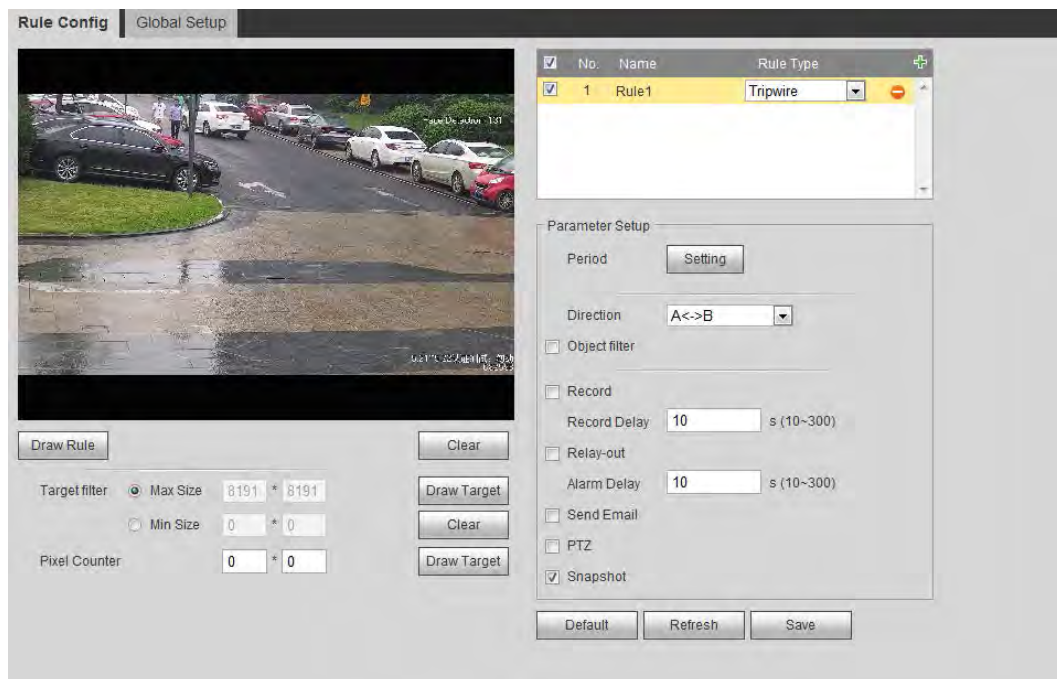 Rule Config Global Setup
No. Name Rule Type
1 Rule1 Tripwire
Parameter Setup
Period Setting
Direction A<->B
Object filter
Record
Record Delay 10 s (10~300)
Relay-out
Alarm Delay 10 s (10~300)
Send Email
PTZ
Snapshot
Default Refresh Save
Draw Rule Clear
Target filter Max Size 8191 * 8191 Draw Target
Min Size 0 * 0 Clear
Pixel Counter 0 * 0 Draw Target